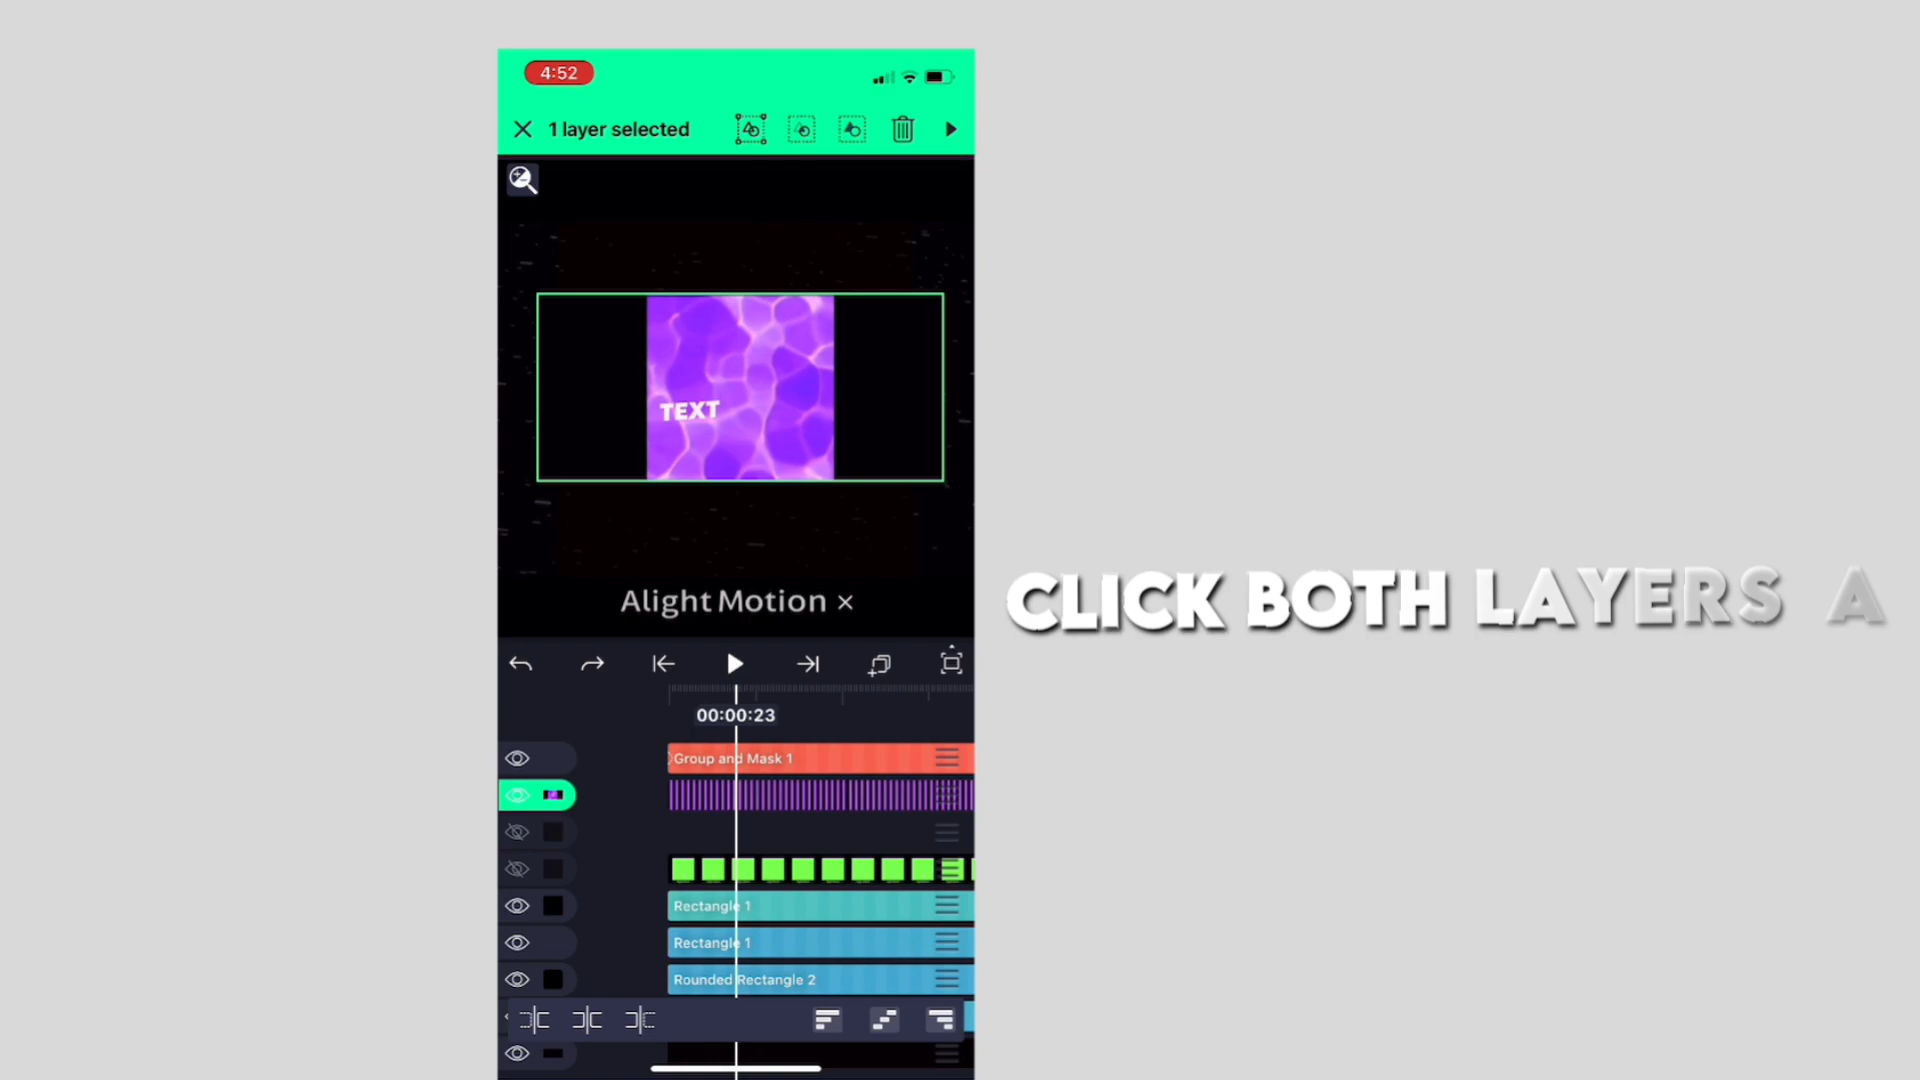 4:52
1 layer selected
TEXT
Alight Motion ×
CLICK BOTH LAYERS A
00:00:23
Group and Mask 1
Rectangle 1
Rectangle 1
Rounded Rectangle 2